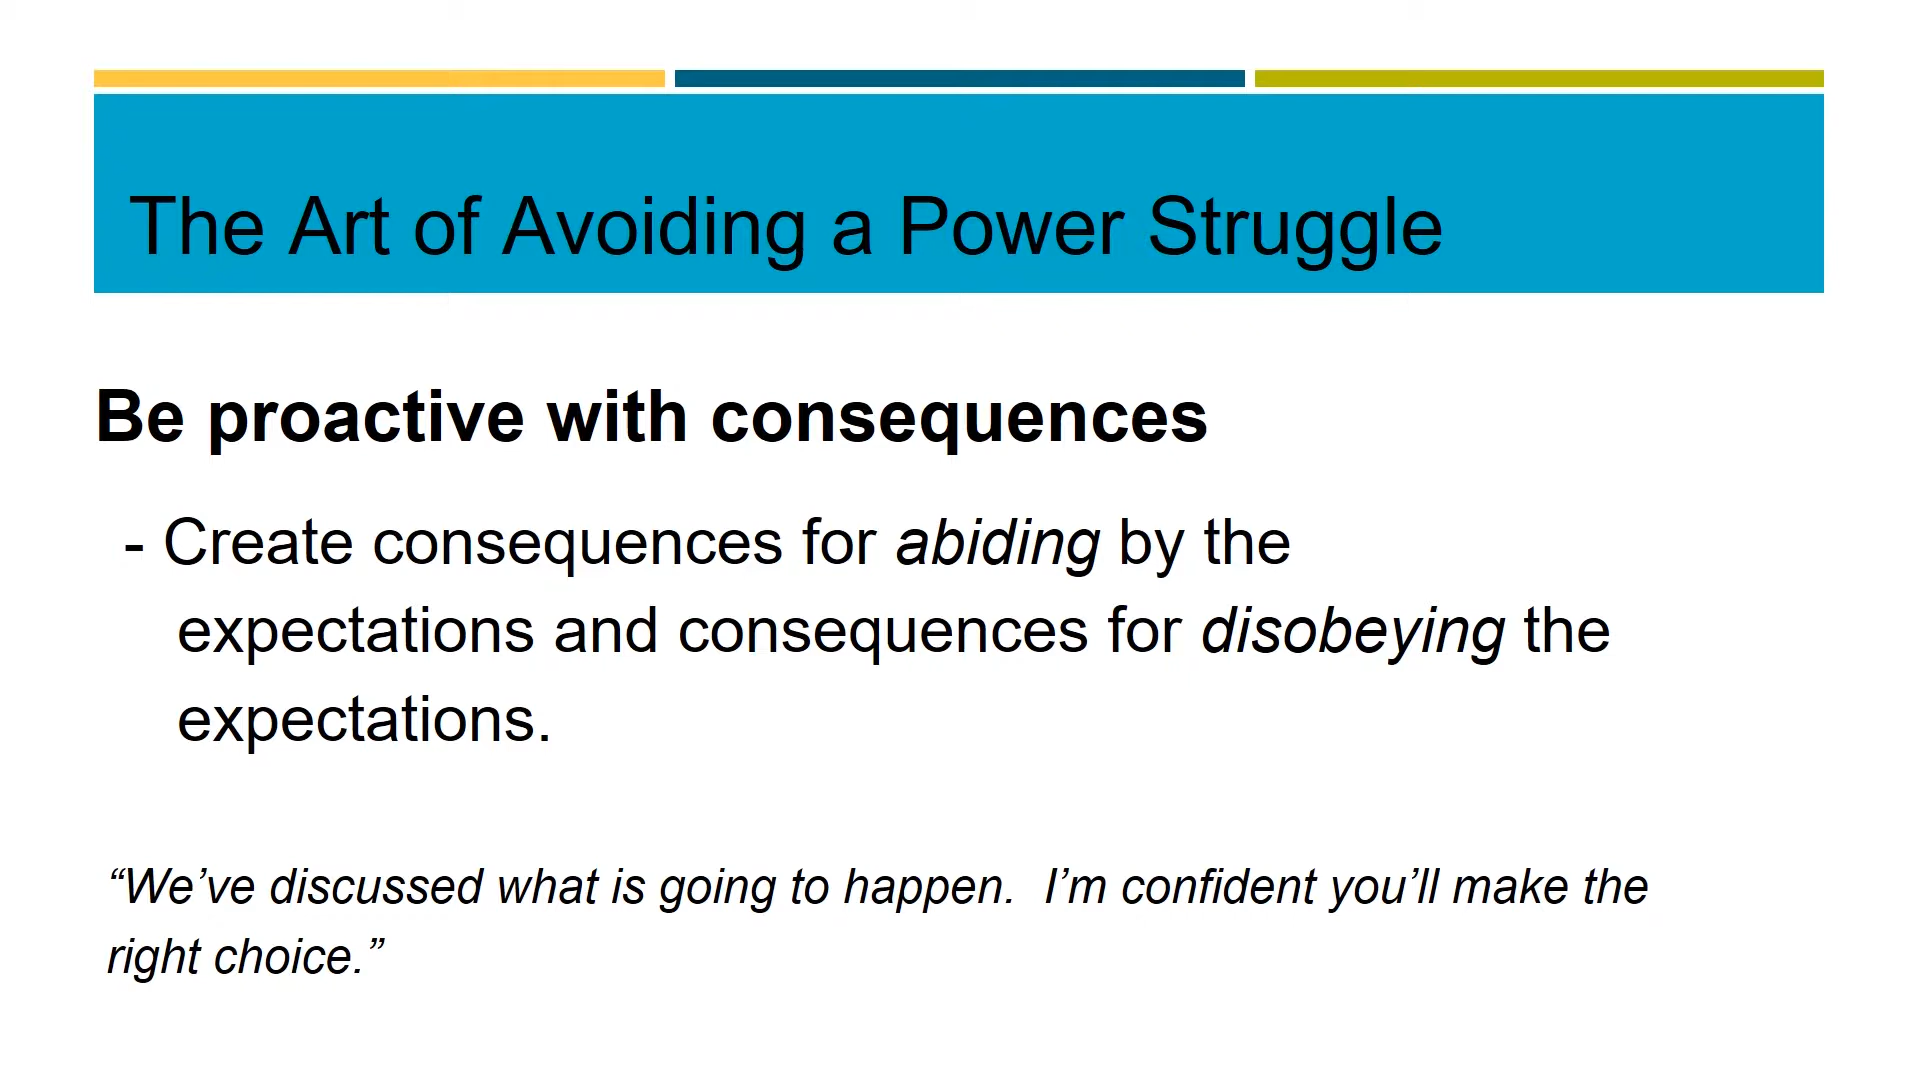 The Art of Avoiding a Power Struggle
Be proactive with consequences
- Create consequences for abiding by the
expectations and consequences for disobeying the
expectations.
“We’ve discussed what is going to happen.  I’m confident you’ll make the
right choice.”